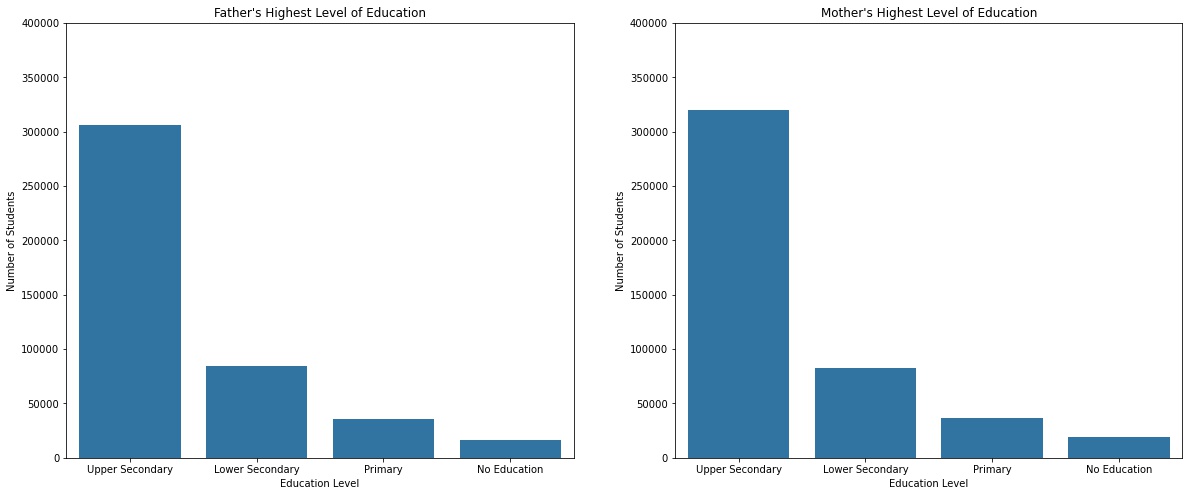 Father's Highest Level of Education
400000
350000
300000
250000
200000
150000
100000
50000
0
Number of Students
Upper Secondary Lower Secondary Primary No Education
Education Level
Mother's Highest Level of Education
400000
350000
300000
250000
200000
150000
100000
50000
0
Number of Students
Upper Secondary Lower Secondary Primary No Education
Education Level